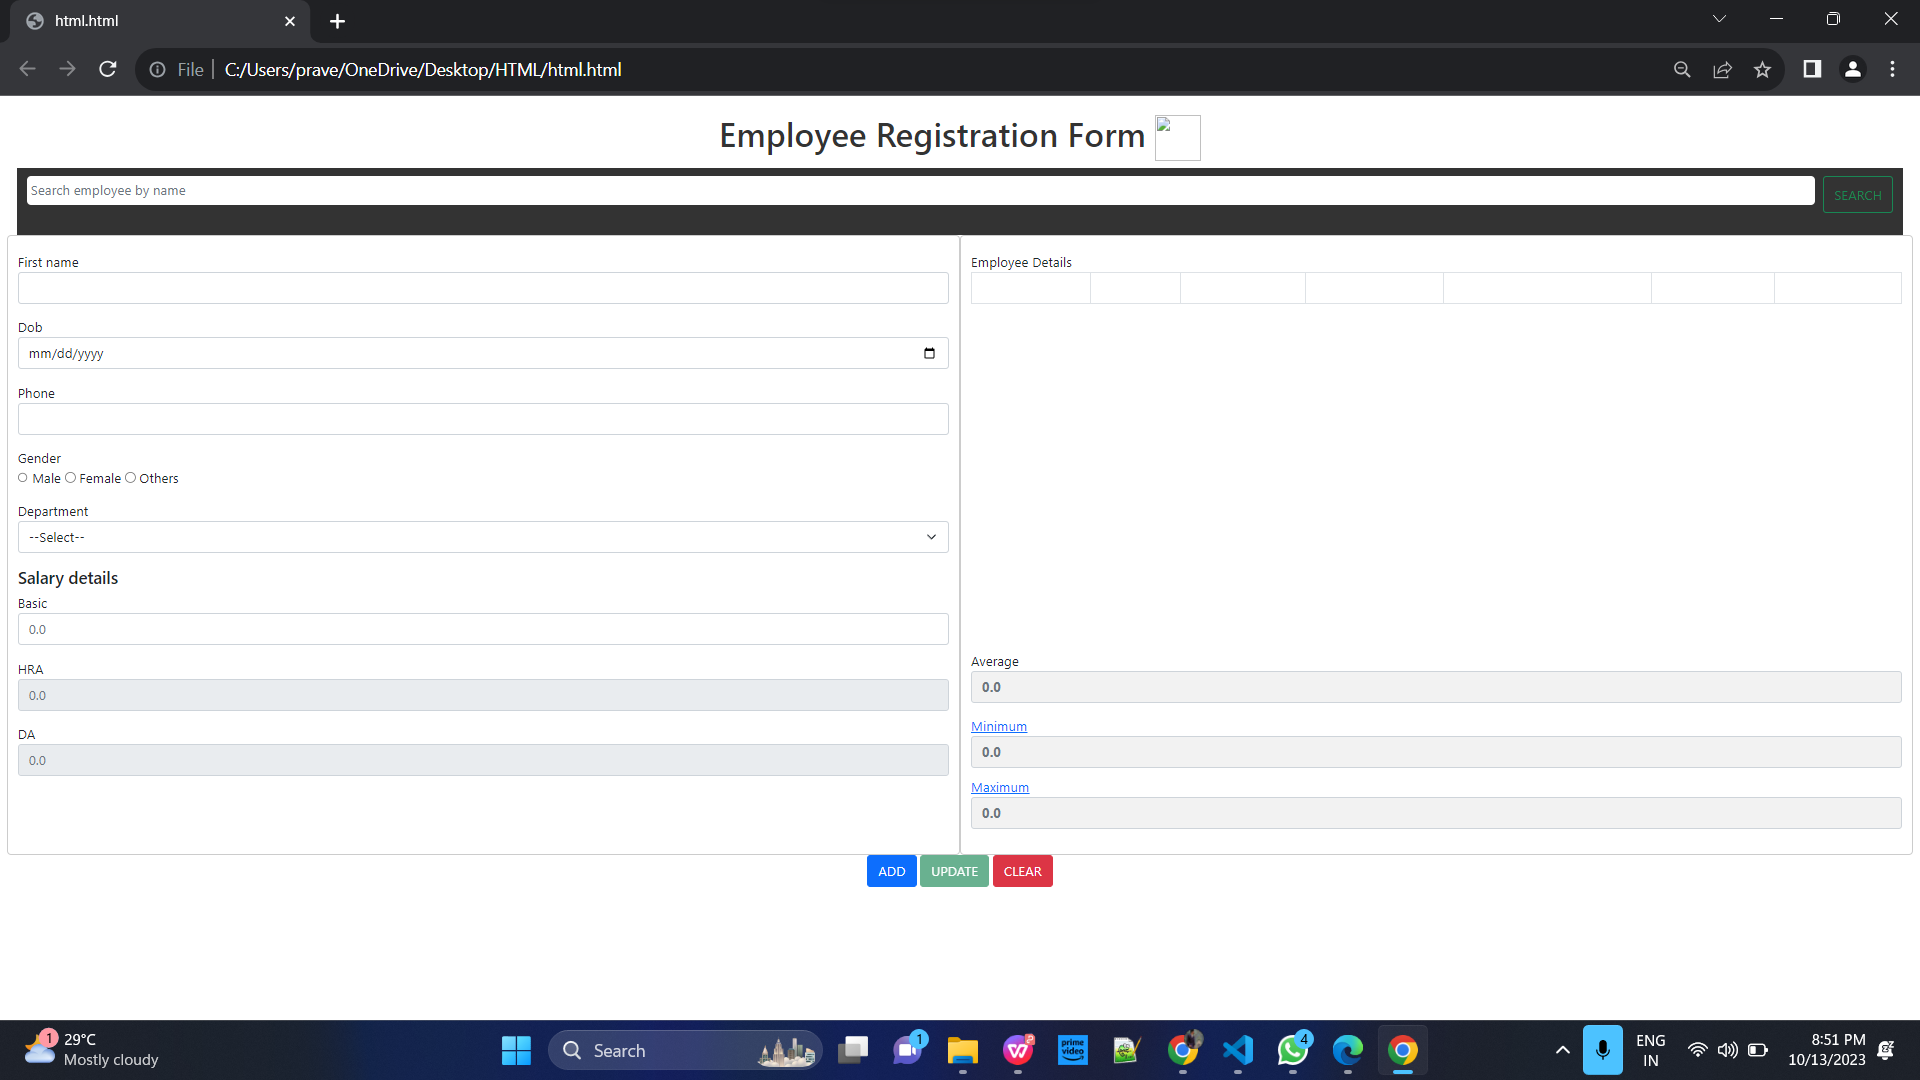 html.html
File
C:/Users/prave/OneDrive/Desktop/HTML/html.html
Employee Registration Form
Search employee by name
SEARCH
First name
Dob
mm/dd/yyyy
Phone
Gender
Male Female Others
Department
--Select--
Salary details
Basic
0.0
HRA
0.0
DA
0.0
Employee Details
Average
0.0
Minimum
0.0
Maximum
0.0
ADD UPDATE CLEAR
1
29°C
Mostly cloudy
Search
1
prime video
4
ENG
IN
8:51 PM
10/13/2023